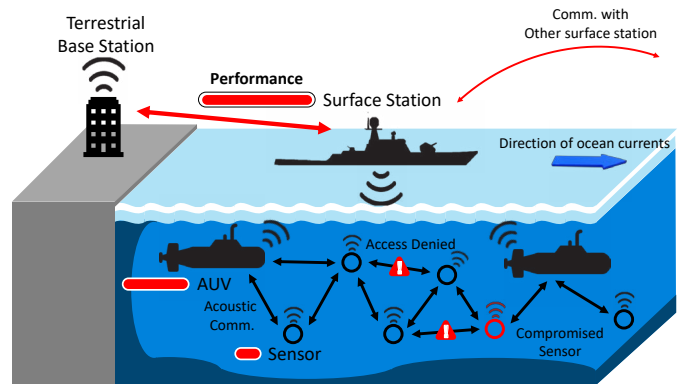 Terrestrial
Base Station
Comm. with
Other surface station
Performance
Surface Station
Direction of ocean currents
Access Denied
AUV
Acoustic
Comm.
Sensor
Compromised
Sensor